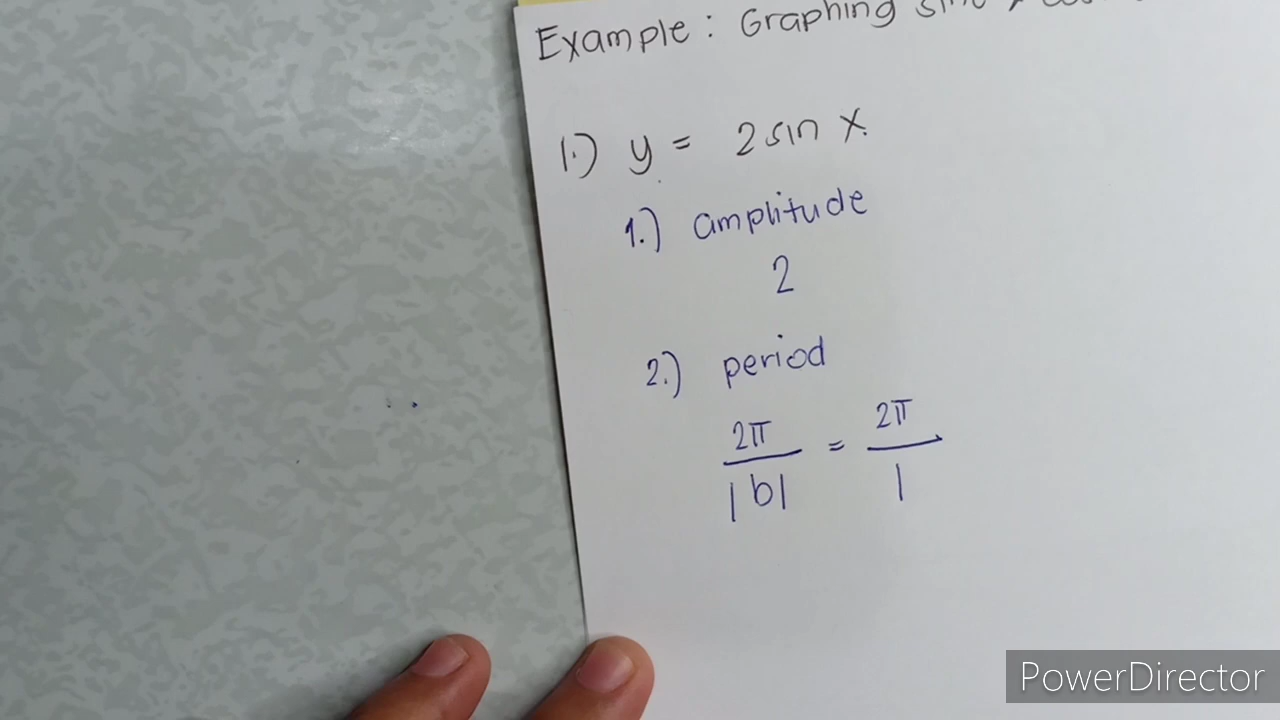 Example : Graphing
1.) y = 2 sin x
1.) amplitude
2
2.) period
2π / |b| = 2π / 1
PowerDirector